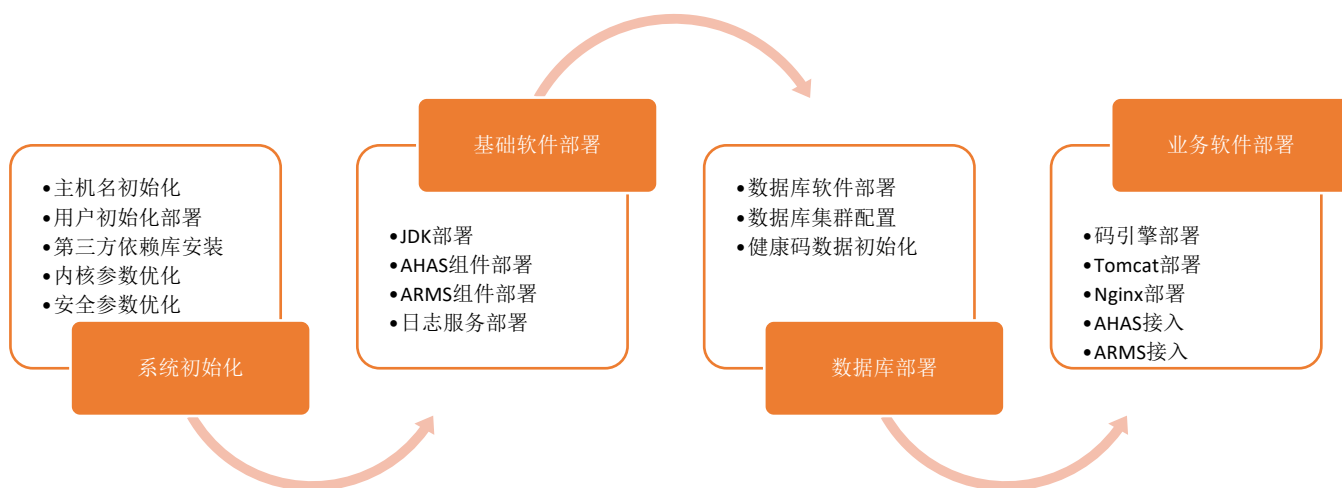 •主机名初始化
•用户初始化部署
•第三方依赖库安装
•内核参数优化
•安全参数优化
系统初始化
基础软件部署
•JDK部署
•AHAS组件部署
•ARMS组件部署
•日志服务部署
•数据库软件部署
•数据库集群配置
•健康码数据初始化
数据库部署
业务软件部署
•码引擎部署
•Tomcat部署
•Nginx部署
•AHAS接入
•ARMS接入